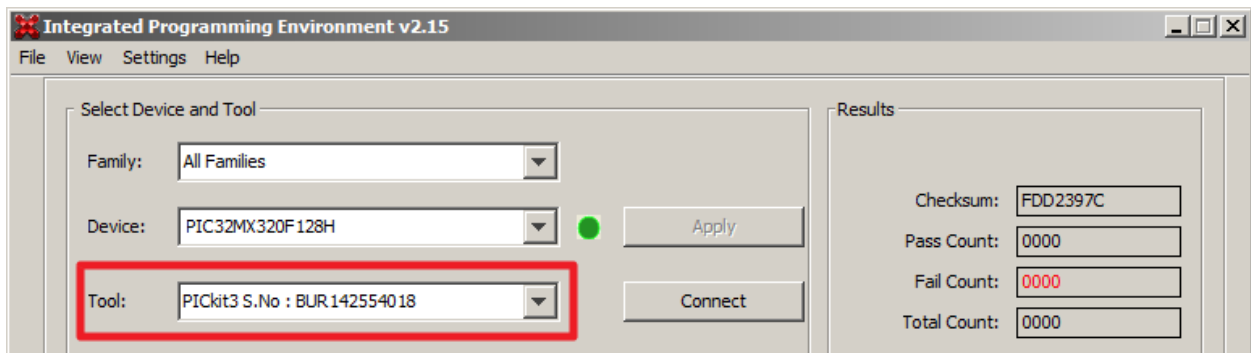 Integrated Programming Environment v2.15
File View Settings Help
Select Device and Tool
Family: All Families
Device: PIC32MX320F128H Apply
Tool: PICkit3 S.No : BUR142554018 Connect
Results
Checksum: FDD2397C
Pass Count: 0000
Fail Count: 0000
Total Count: 0000